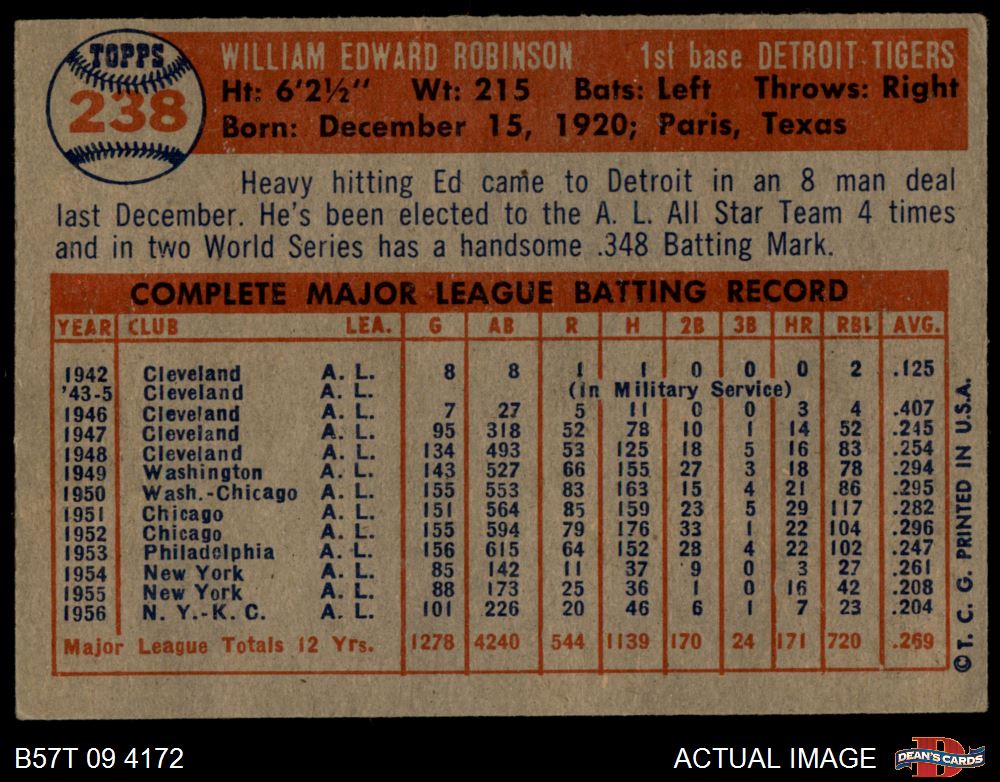 TOPPS
238
WILLIAM EDWARD ROBINSON 1st base DETROIT TIGERS
Ht: 6'2½" Wt: 215 Bats: Left Throws: Right
Born: December 15, 1920; Paris, Texas
Heavy hitting Ed came to Detroit in an 8 man deal
last December. He's been elected to the A. L. All Star Team 4 times
and in two World Series has a handsome .348 Batting Mark.
COMPLETE MAJOR LEAGUE BATTING RECORD
YEAR CLUB LEA. G AB R H 2B 3B HR RBI AVG.
1942 Cleveland A. L. 8 8 1 1 0 0 0 2 .125
'43-5 Cleveland A. L. (In Military Service)
1946 Cleveland A. L. 7 27 5 11 0 0 3 4 .407
1947 Cleveland A. L. 95 318 52 78 10 1 14 52 .245
1948 Cleveland A. L. 134 493 53 125 18 5 16 83 .254
1949 Washington A. L. 143 527 66 155 27 3 18 78 .294
1950 Wash.-Chicago A. L. 155 553 83 163 15 4 21 86 .295
1951 Chicago A. L. 151 564 85 159 23 5 29 117 .282
1952 Chicago A. L. 155 594 79 176 33 1 22 104 .296
1953 Philadelphia A. L. 156 615 64 152 28 4 22 102 .247
1954 New York A. L. 85 142 11 37 9 0 3 27 .261
1955 New York A. L. 88 173 25 36 1 0 16 42 .208
1956 N. Y.-K. C. A. L. 101 226 20 46 6 1 7 23 .204
Major League Totals 12 Yrs. 1278 4240 544 1139 170 24 171 720 .269
©T. C. G. PRINTED IN U.S.A.
B57T 09 4172 ACTUAL IMAGE
D
DEAN'S CARDS